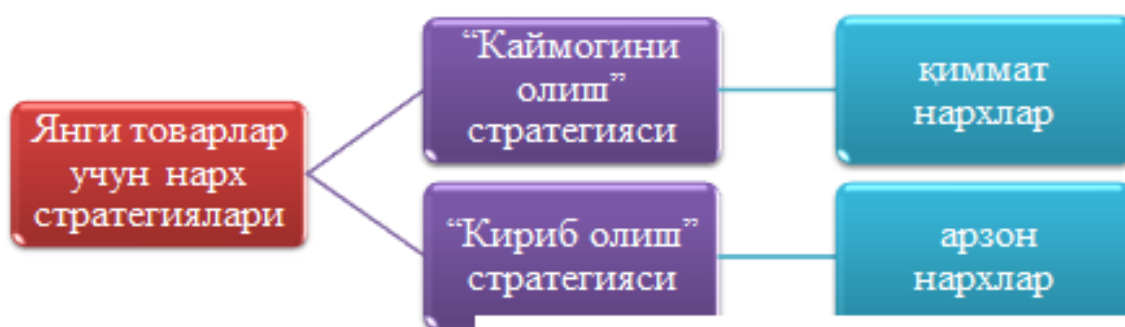 Янги товарлар
учун нарх
стратегиялари
“Каймогини
олиш”
стратегияси
қиммат
нархлар
“Кириб олиш”
стратегияси
арзон
нархлар